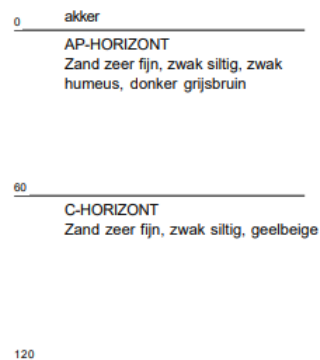 0 akker
AP-HORIZONT
Zand zeer fijn, zwak siltig, zwak
humeus, donker grijsbruin
60
C-HORIZONT
Zand zeer fijn, zwak siltig, geelbeige
120